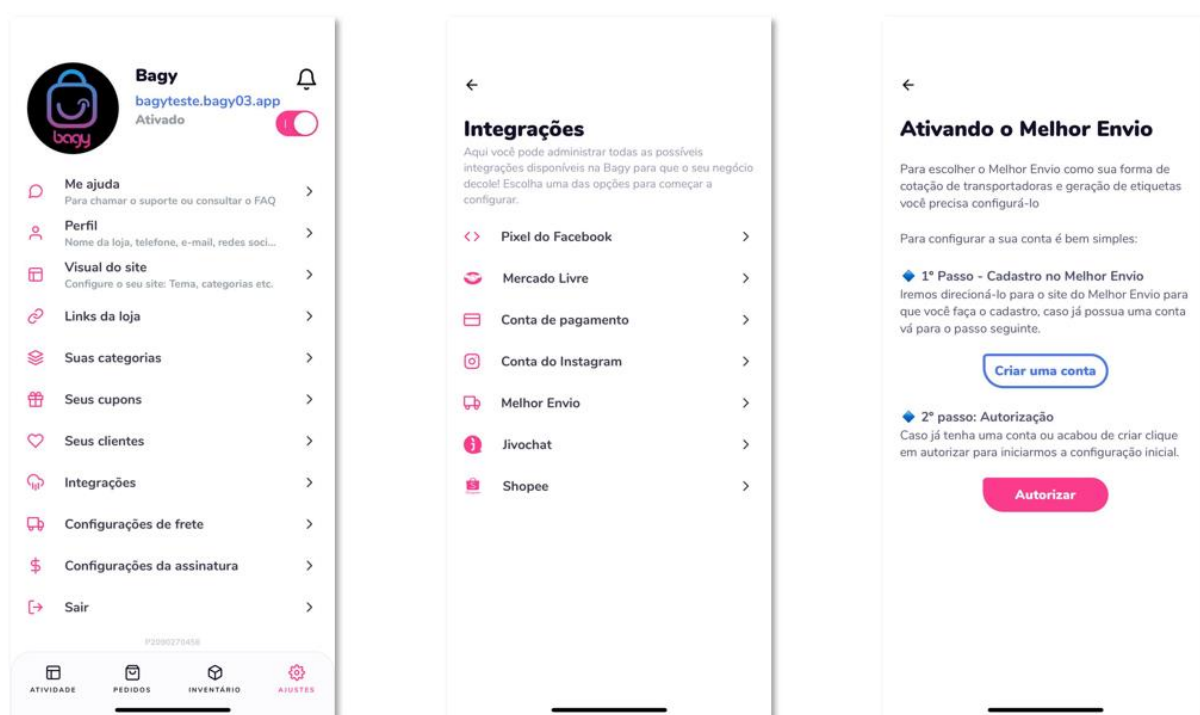 Bagy
bagyteste.bagy03.app
Ativado
bagy
Me ajuda
Para chamar o suporte ou consultar o FAQ
Perfil
Nome da loja, telefone, e-mail, redes soci...
Visual do site
Configure o seu site: Tema, categorias etc.
Links da loja
Suas categorias
Seus cupons
Seus clientes
Integrações
Configurações de frete
Configurações da assinatura
Sair
P2090270456
ATIVIDADE
PEDIDOS
INVENTÁRIO
AJUSTES
Integrações
Aqui você pode administrar todas as possíveis
integrações disponíveis na Bagy para que o seu negócio
decole! Escolha uma das opções para começar a
configurar.
Pixel do Facebook
Mercado Livre
Conta de pagamento
Conta do Instagram
Melhor Envio
Jivochat
Shopee
Ativando o Melhor Envio
Para escolher o Melhor Envio como sua forma de
cotação de transportadoras e geração de etiquetas
você precisa configurá-lo
Para configurar a sua conta é bem simples:
1º Passo - Cadastro no Melhor Envio
Iremos direcioná-lo para o site do Melhor Envio para
que você faça o cadastro, caso já possua uma conta
vá para o passo seguinte.
Criar uma conta
2º passo: Autorização
Caso já tenha uma conta ou acabou de criar clique
em autorizar para iniciarmos a configuração inicial.
Autorizar